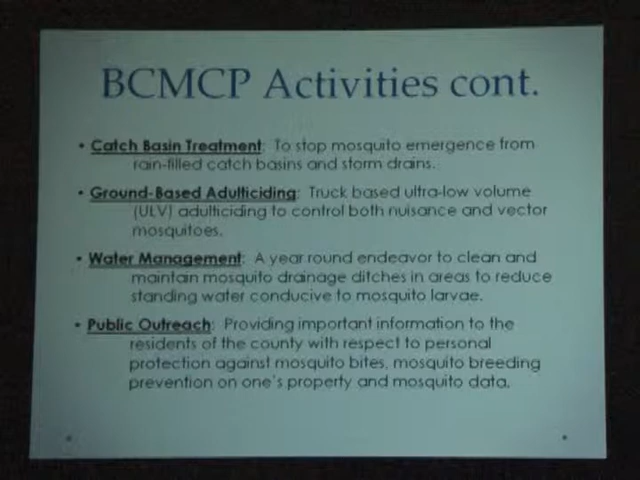 BCMCP Activities cont.
• Catch Basin Treatment: To stop mosquito emergence from
rain-filled catch basins and storm drains.
• Ground-Based Adulticiding: Truck based ultra-low volume
(ULV) adulticiding to control both nuisance and vector
mosquitoes.
• Water Management: A year round endeavor to clean and
maintain mosquito drainage ditches in areas to reduce
standing water conducive to mosquito larvae.
• Public Outreach: Providing important information to the
residents of the county with respect to personal
protection against mosquito bites, mosquito breeding
prevention on one's property and mosquito data.